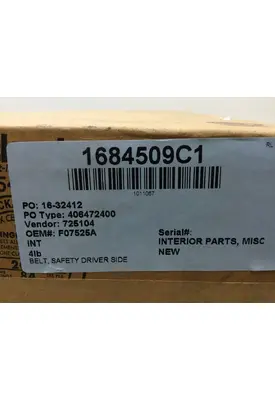 1684509C1
1011067
PO: 16-32412
PO Type: 406472400
Vendor: 725104
OEM#: F07525A
Serial#:
INT
INTERIOR PARTS, MISC
4lb
NEW
BELT, SAFETY DRIVER SIDE